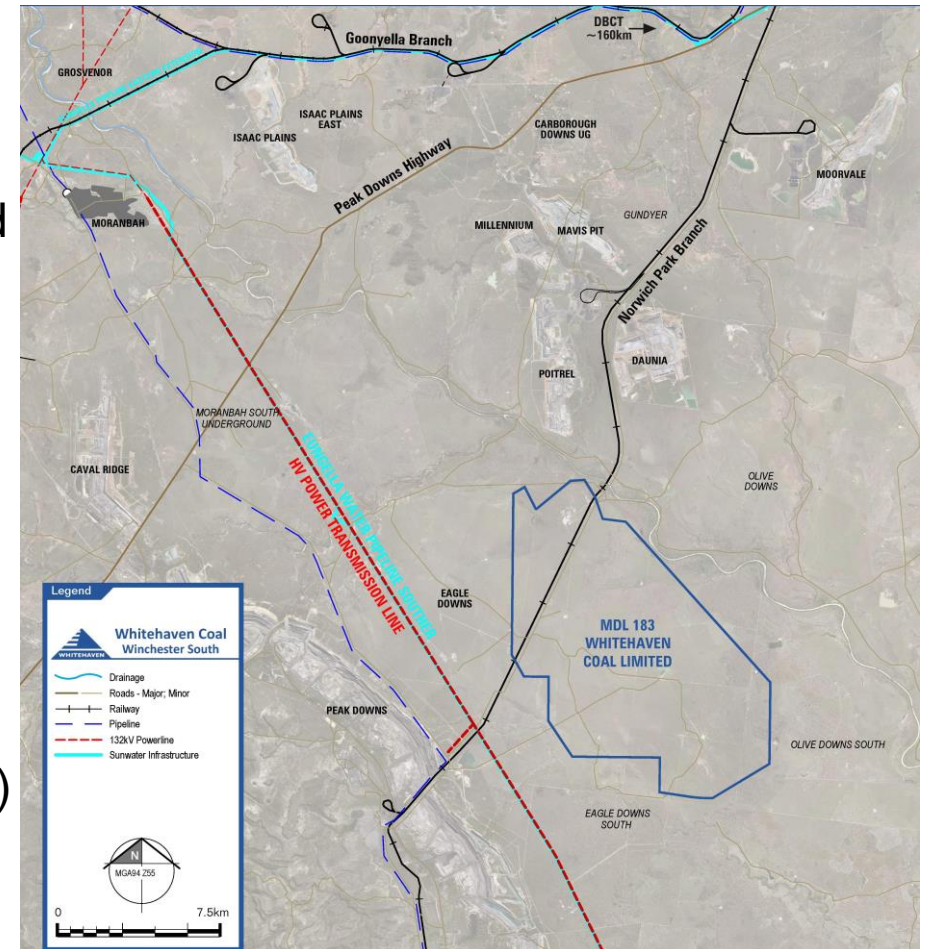 DBCT
~160km
Goonyella Branch
GROSVENOR
ISAAC PLAINS
EAST
ISAAC PLAINS
CARBOROUGH
DOWNS UG
Peak Downs Highway
MOORVALE
d
MORANBAH
GUNDYER
MILLENNIUM
MAVIS PIT
Norwich Park Branch
DAUNIA
POITREL
MORANBAH SOUTH
UNDERGROUND
CAVAL RIDGE
EUNGELLA WATER PIPELINE SOUTHER
HV POWER TRANSMISSION LINE
OLIVE
DOWNS
EAGLE
DOWNS
MDL 183
WHITEHAVEN
COAL LIMITED
PEAK DOWNS
OLIVE DOWNS SOUTH
)
EAGLE DOWNS
SOUTH
Legend
WHITEHAVEN
Whitehaven Coal
Winchester South
Drainage
Roads - Major; Minor
Railway
Pipeline
132kV Powerline
Sunwater Infrastructure
N
MGA94 Z55
0 7.5km